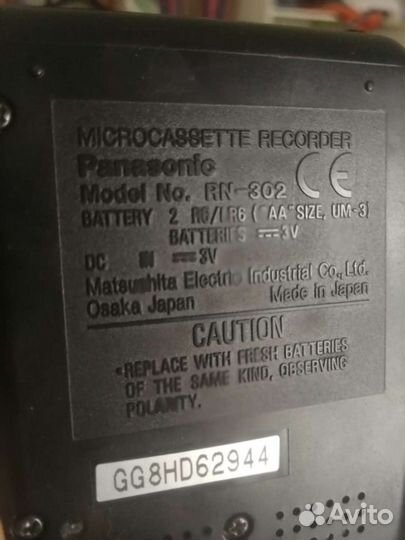 MICROCASSETTE RECORDER
Panasonic
Model No. RN-302 CE
BATTERY 2 R6/LR6 ("AA" SIZE, UM-3)
BATTERIES ⎓3V
DC IN ⎓3V
Matsushita Electric Industrial Co., Ltd.
Osaka Japan Made in Japan
CAUTION
•REPLACE WITH FRESH BATTERIES
OF THE SAME KIND, OBSERVING
POLARITY.
GG8HD62944
Avito